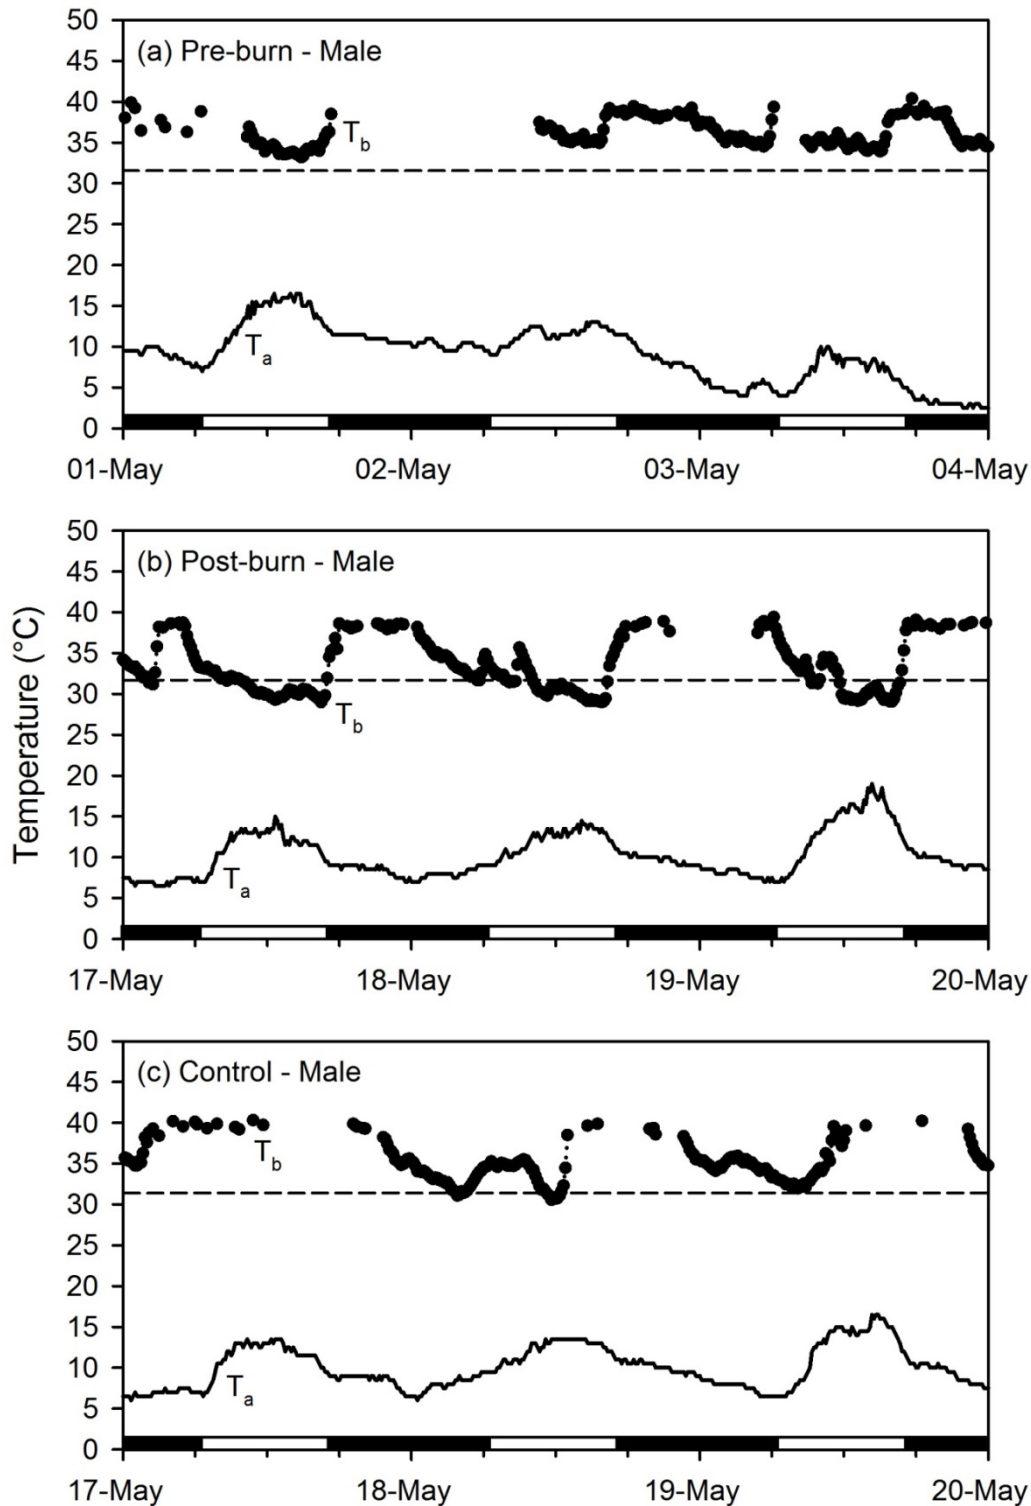 50
(a) Pre-burn - Male
45
40
35
Tb
30
25
20
15
10
Ta
5
0
01-May 02-May 03-May 04-May
50
(b) Post-burn - Male
45
40
35
30
Tb
25
20
15
10
Ta
5
0
17-May 18-May 19-May 20-May
Temperature (°C)
50
(c) Control - Male
45
40
35
Tb
30
25
20
15
10
Ta
5
0
17-May 18-May 19-May 20-May